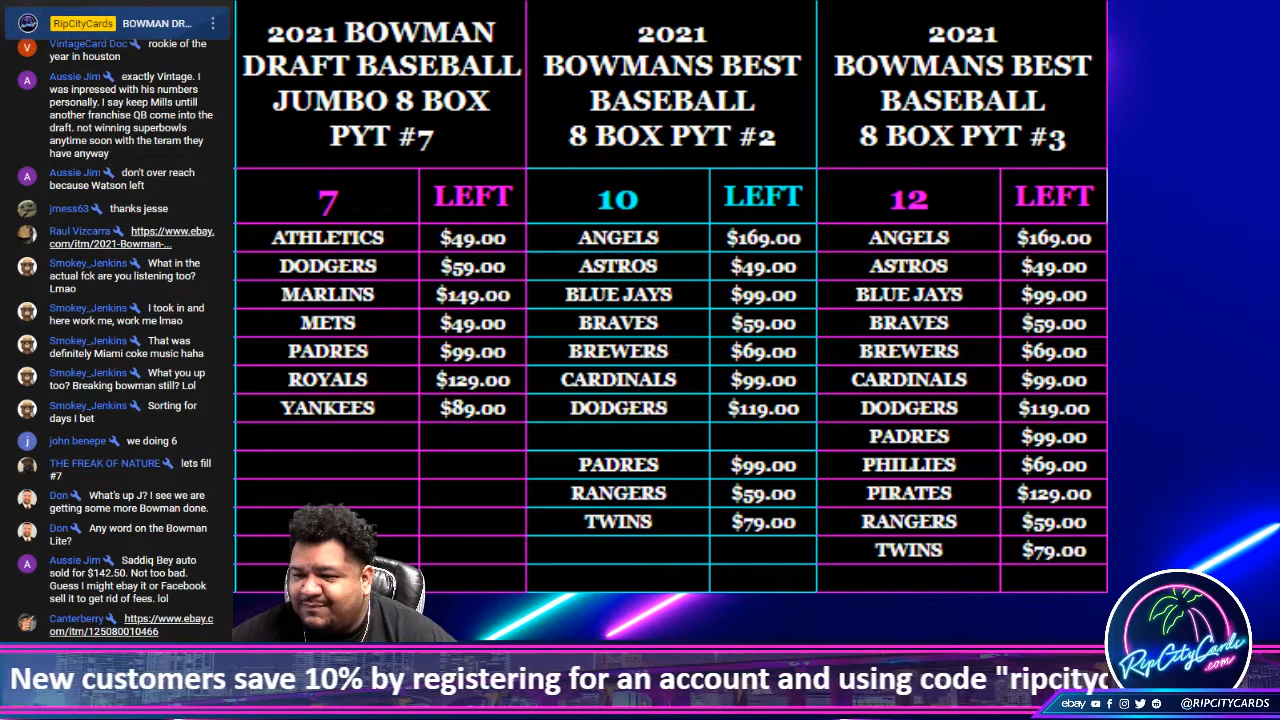 RipCityCards BOWMAN DR...
VintageCard Doc rookie of the
year in houston
Aussie Jim exactly Vintage. I
was inpressed with his numbers
personally. I say keep Mills untill
another franchise QB come into the
draft. not winning superbowls
anytime soon with the teram they
have anyway
Aussie Jim don't over reach
because Watson left
jmess63 thanks jesse
Raul Vizcarra https://www.ebay.
com/itm/2021-Bowman-...
Smokey_Jenkins What in the
actual fck are you listening too?
Lmao
Smokey_Jenkins I took in and
here work me, work me lmao
Smokey_Jenkins That was
definitely Miami coke music haha
Smokey_Jenkins What you up
too? Breaking bowman still? Lol
Smokey_Jenkins Sorting for
days I bet
john benepe we doing 6
THE FREAK OF NATURE lets fill
#7
Don What's up J? I see we are
getting some more Bowman done.
Don Any word on the Bowman
Lite?
Aussie Jim Saddiq Bey auto
sold for $142.50. Not too bad.
Guess I might ebay it or Facebook
sell it to get rid of fees. lol
Canterberry https://www.ebay.c
om/itm/125080010466
2021 BOWMAN
DRAFT BASEBALL
JUMBO 8 BOX
PYT #7
7 LEFT
ATHLETICS $49.00
DODGERS $59.00
MARLINS $149.00
METS $49.00
PADRES $99.00
ROYALS $129.00
YANKEES $89.00
2021
BOWMANS BEST
BASEBALL
8 BOX PYT #2
10 LEFT
ANGELS $169.00
ASTROS $49.00
BLUE JAYS $99.00
BRAVES $59.00
BREWERS $69.00
CARDINALS $99.00
DODGERS $119.00
PADRES $99.00
RANGERS $59.00
TWINS $79.00
2021
BOWMANS BEST
BASEBALL
8 BOX PYT #3
12 LEFT
ANGELS $169.00
ASTROS $49.00
BLUE JAYS $99.00
BRAVES $59.00
BREWERS $69.00
CARDINALS $99.00
DODGERS $119.00
PADRES $99.00
PHILLIES $69.00
PIRATES $129.00
RANGERS $59.00
TWINS $79.00
RipCityCards
.com
New customers save 10% by registering for an account and using code "ripcityc
ebay @RIPCITYCARDS